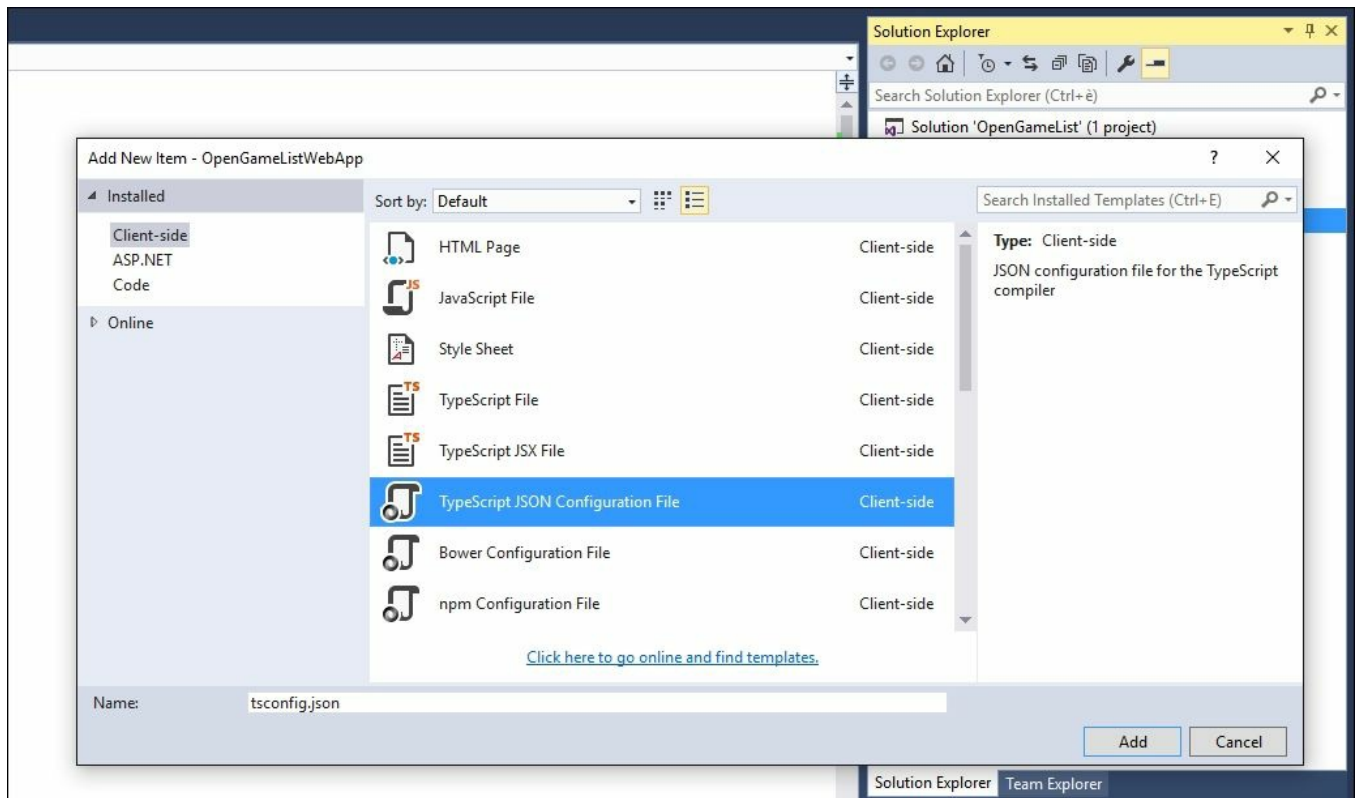 Solution Explorer
Search Solution Explorer (Ctrl+è)
Solution 'OpenGameList' (1 project)
Add New Item - OpenGameListWebApp
?
Installed
Sort by: Default
Search Installed Templates (Ctrl+E)
Client-side
ASP.NET
Code
Online
HTML Page Client-side
JS JavaScript File Client-side
Style Sheet Client-side
TS TypeScript File Client-side
TS TypeScript JSX File Client-side
TypeScript JSON Configuration File Client-side
Bower Configuration File Client-side
npm Configuration File Client-side
Click here to go online and find templates.
Type: Client-side
JSON configuration file for the TypeScript
compiler
Name: tsconfig.json
Add Cancel
Solution Explorer Team Explorer